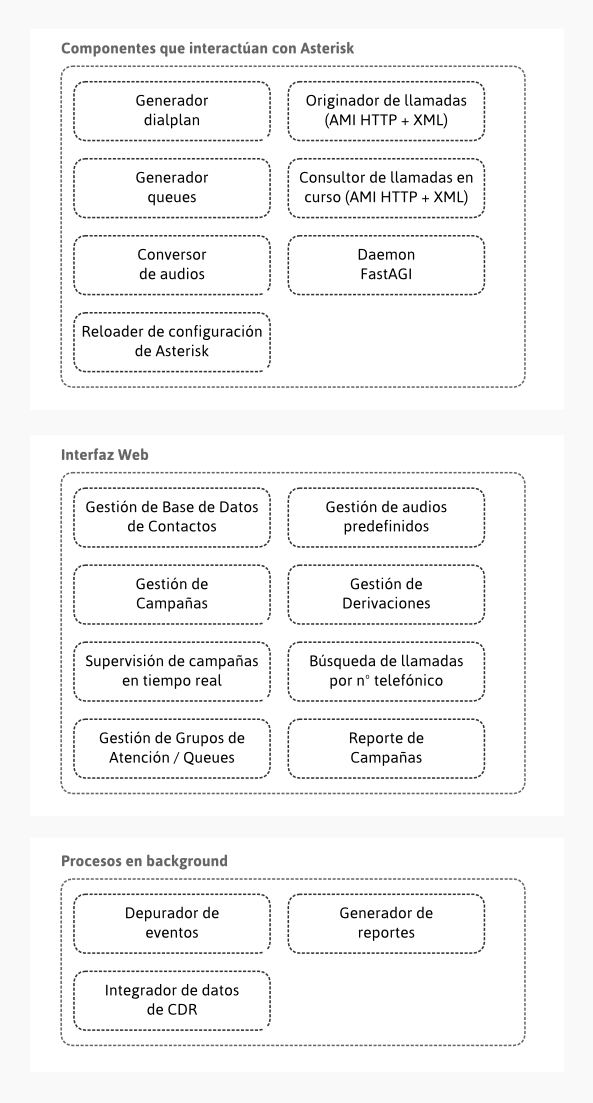 Componentes que interactúan con Asterisk
Generador
dialplan
Originador de llamadas
(AMI HTTP + XML)
Generador
queues
Consultor de llamadas en
curso (AMI HTTP + XML)
Conversor
de audios
Daemon
FastAGI
Reloader de configuración
de Asterisk
Interfaz Web
Gestión de Base de Datos
de Contactos
Gestión de audios
predefinidos
Gestión de
Campañas
Gestión de
Derivaciones
Supervisión de campañas
en tiempo real
Búsqueda de llamadas
por n° telefónico
Gestión de Grupos de
Atención / Queues
Reporte de
Campañas
Procesos en background
Depurador de
eventos
Generador de
reportes
Integrador de datos
de CDR